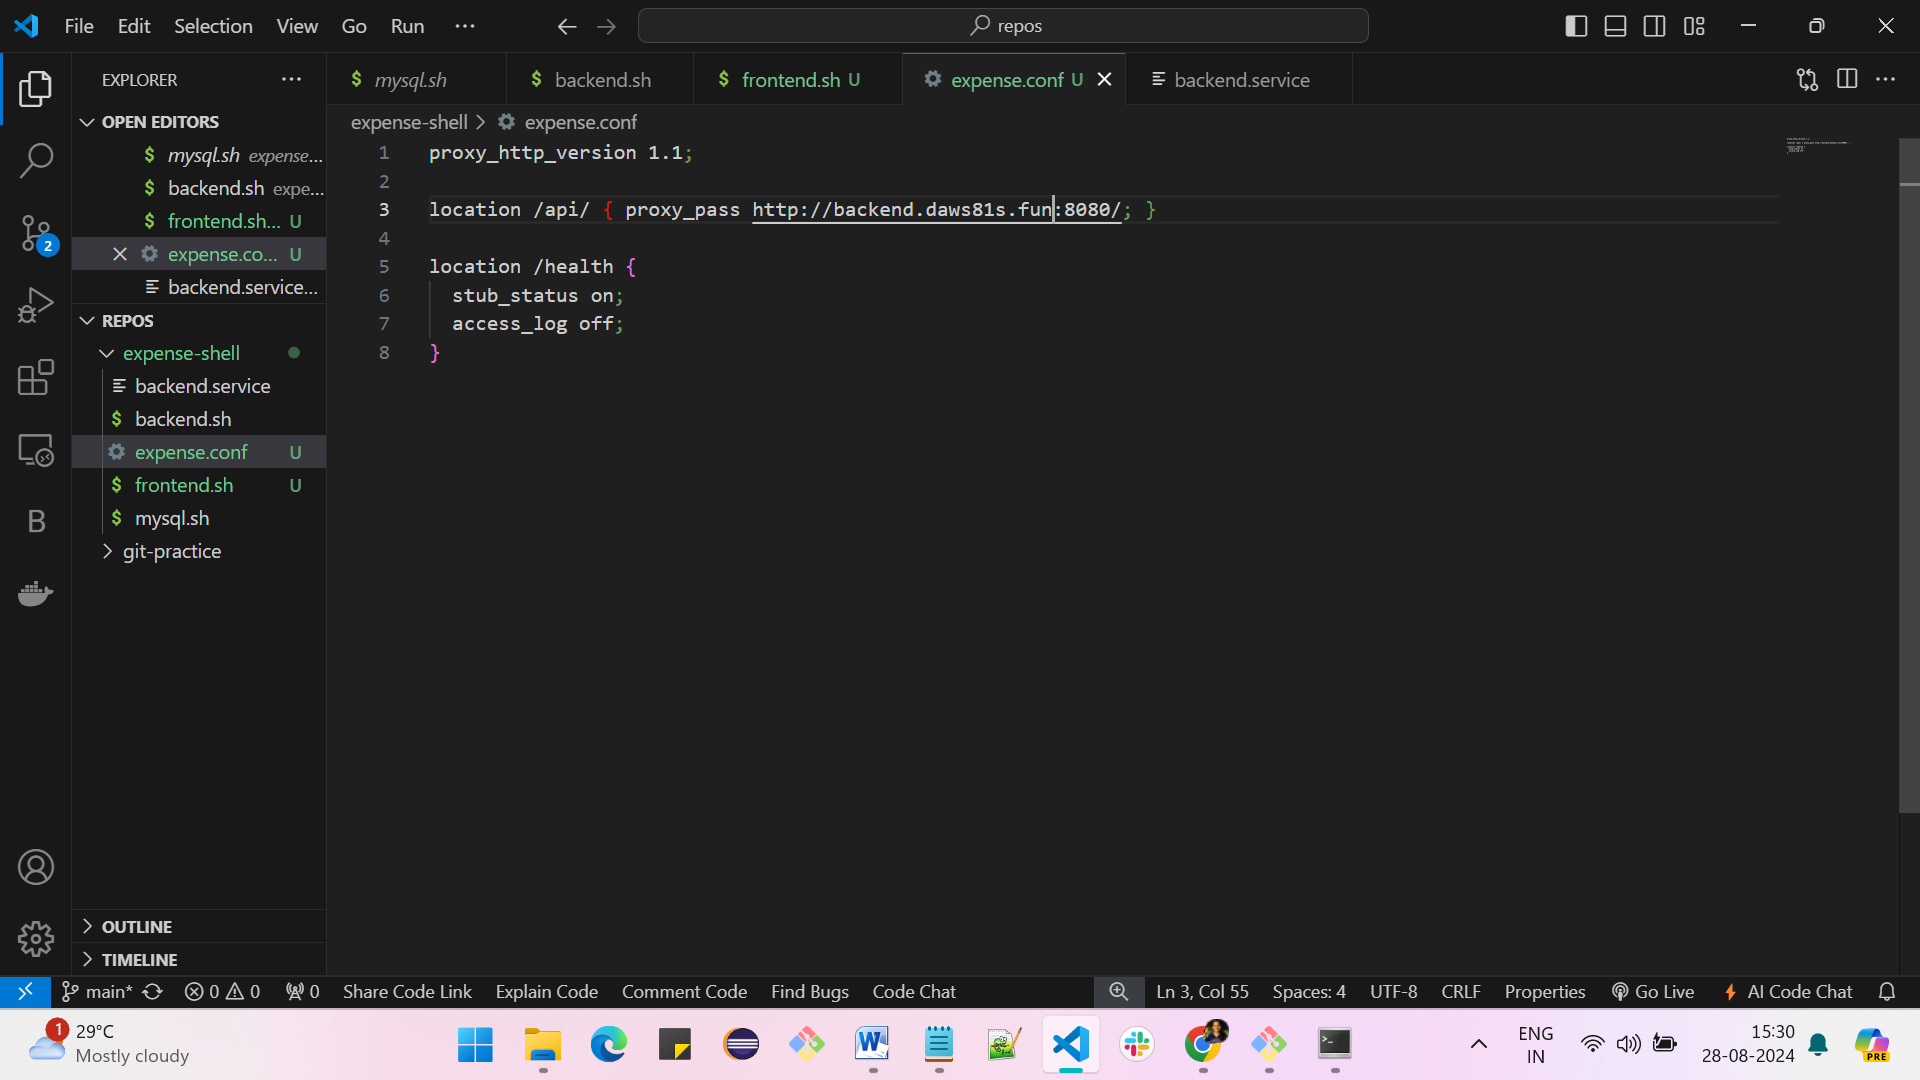 File Edit Selection View Go Run ··· repos
EXPLORER ···
OPEN EDITORS
$ mysql.sh expense...
$ backend.sh expe...
$ frontend.sh... U
expense.co... U
backend.service...
REPOS
expense-shell
backend.service
$ backend.sh
expense.conf U
$ frontend.sh U
$ mysql.sh
git-practice
OUTLINE
TIMELINE
2
B
$ mysql.sh $ backend.sh $ frontend.sh U expense.conf U backend.service
expense-shell > expense.conf
1 proxy_http_version 1.1;
2
3 location /api/ { proxy_pass http://backend.daws81s.fun:8080/; }
4
5 location /health {
6 stub_status on;
7 access_log off;
8 }
main* 0 0 0 Share Code Link Explain Code Comment Code Find Bugs Code Chat Ln 3, Col 55 Spaces: 4 UTF-8 CRLF Properties Go Live AI Code Chat
1 29°C
Mostly cloudy
W
ENG
IN
15:30
28-08-2024
PRE